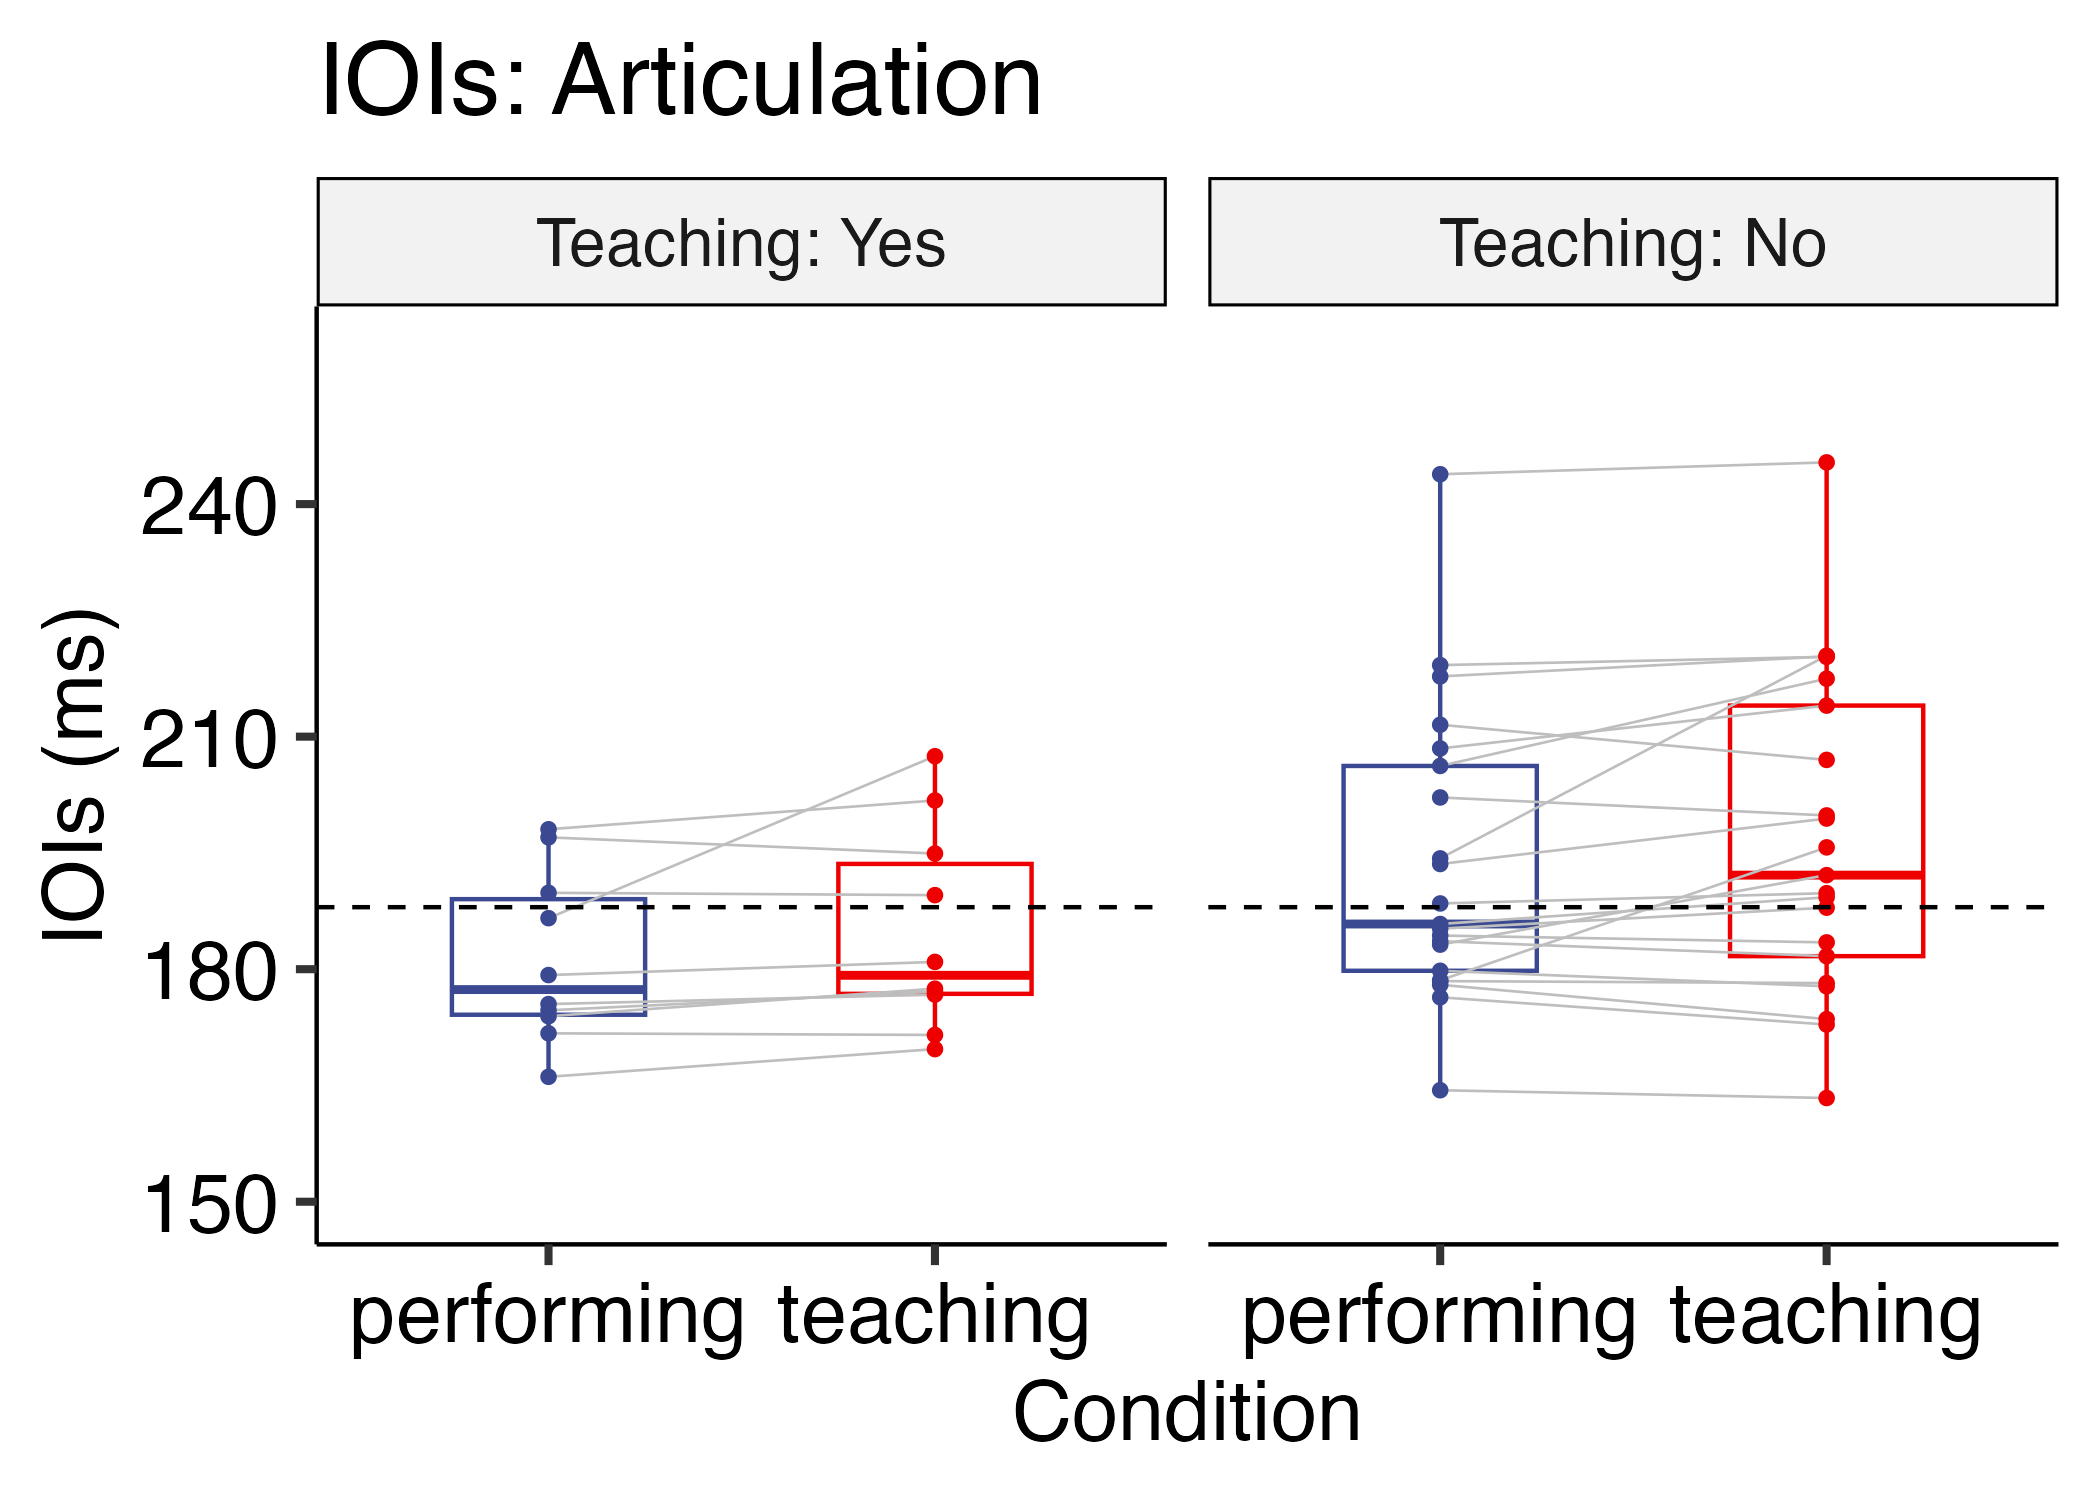 IOIs: Articulation
Teaching: Yes
Teaching: No
IOIs (ms)
240
210
180
150
performing teaching
performing teaching
Condition